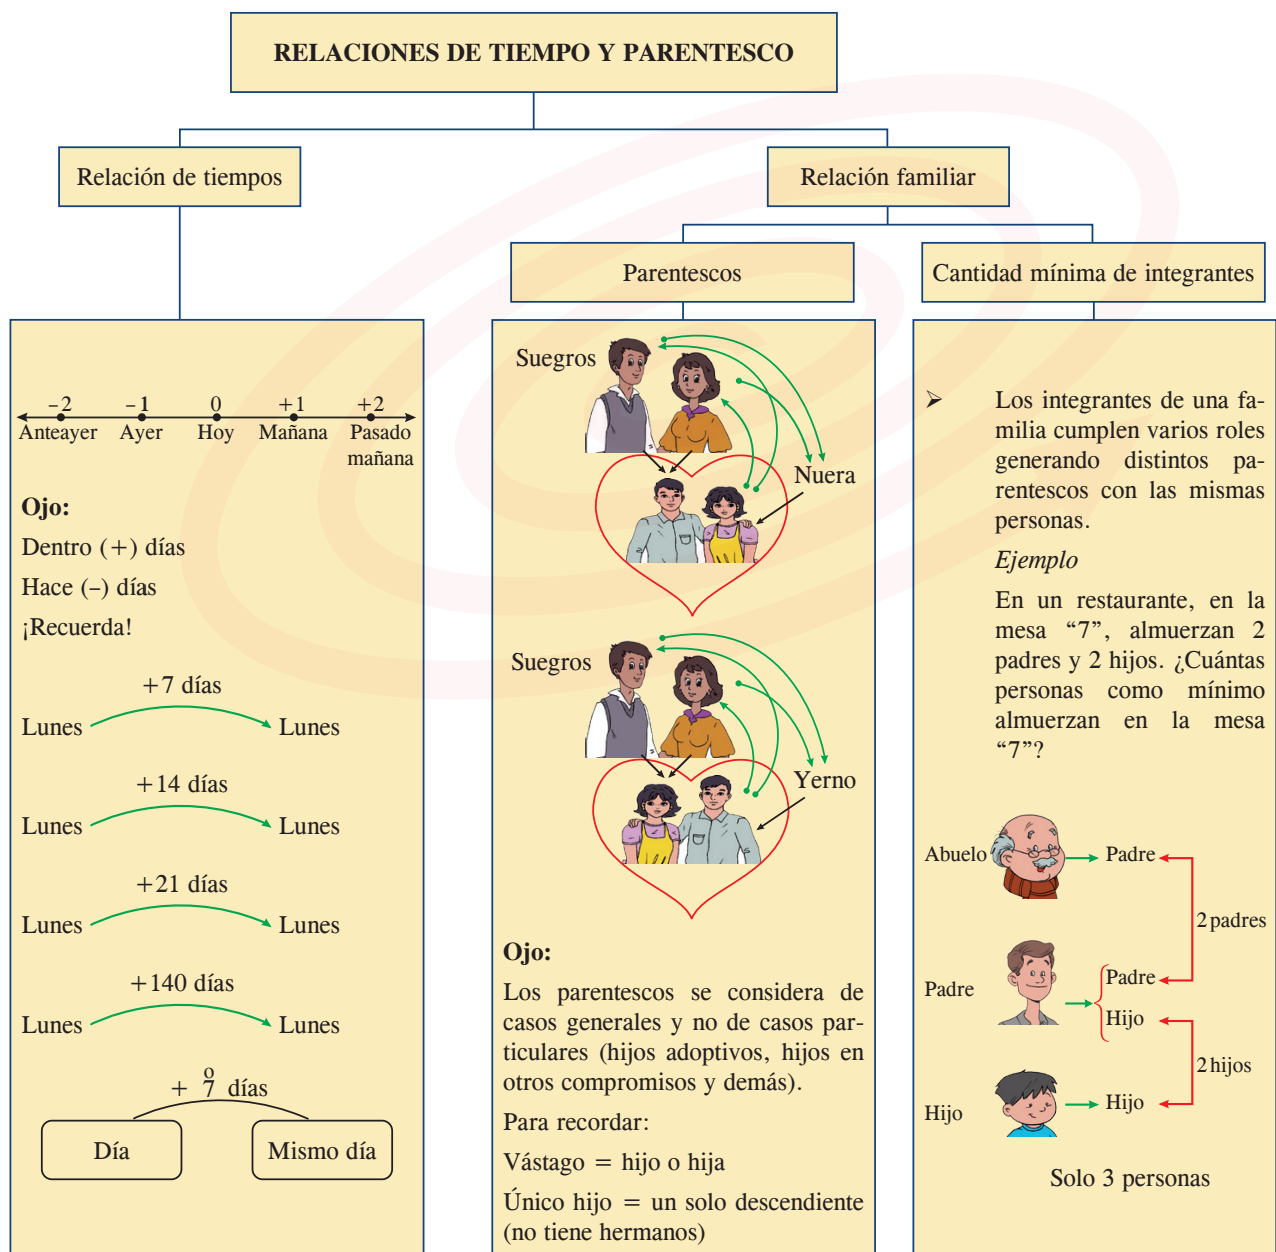 RELACIONES DE TIEMPO Y PARENTESCO
Relación de tiempos
Relación familiar
Parentescos
Cantidad mínima de integrantes
–2 –1 0 +1 +2
Anteayer Ayer Hoy Mañana Pasado
mañana
Ojo:
Dentro (+) días
Hace (–) días
¡Recuerda!
+7 días
Lunes Lunes
+14 días
Lunes Lunes
+21 días
Lunes Lunes
+140 días
Lunes Lunes
o
+ 7 días
Día Mismo día
Suegros
Nuera
Suegros
Yerno
Ojo:
Los parentescos se considera de
casos generales y no de casos par-
ticulares (hijos adoptivos, hijos en
otros compromisos y demás).
Para recordar:
Vástago = hijo o hija
Único hijo = un solo descendiente
(no tiene hermanos)
➢ Los integrantes de una fa-
milia cumplen varios roles
generando distintos pa-
rentescos con las mismas
personas.
Ejemplo
En un restaurante, en la
mesa “7”, almuerzan 2
padres y 2 hijos. ¿Cuántas
personas como mínimo
almuerzan en la mesa
“7”?
Abuelo Padre
2 padres
Padre Padre
Hijo
2 hijos
Hijo Hijo
Solo 3 personas